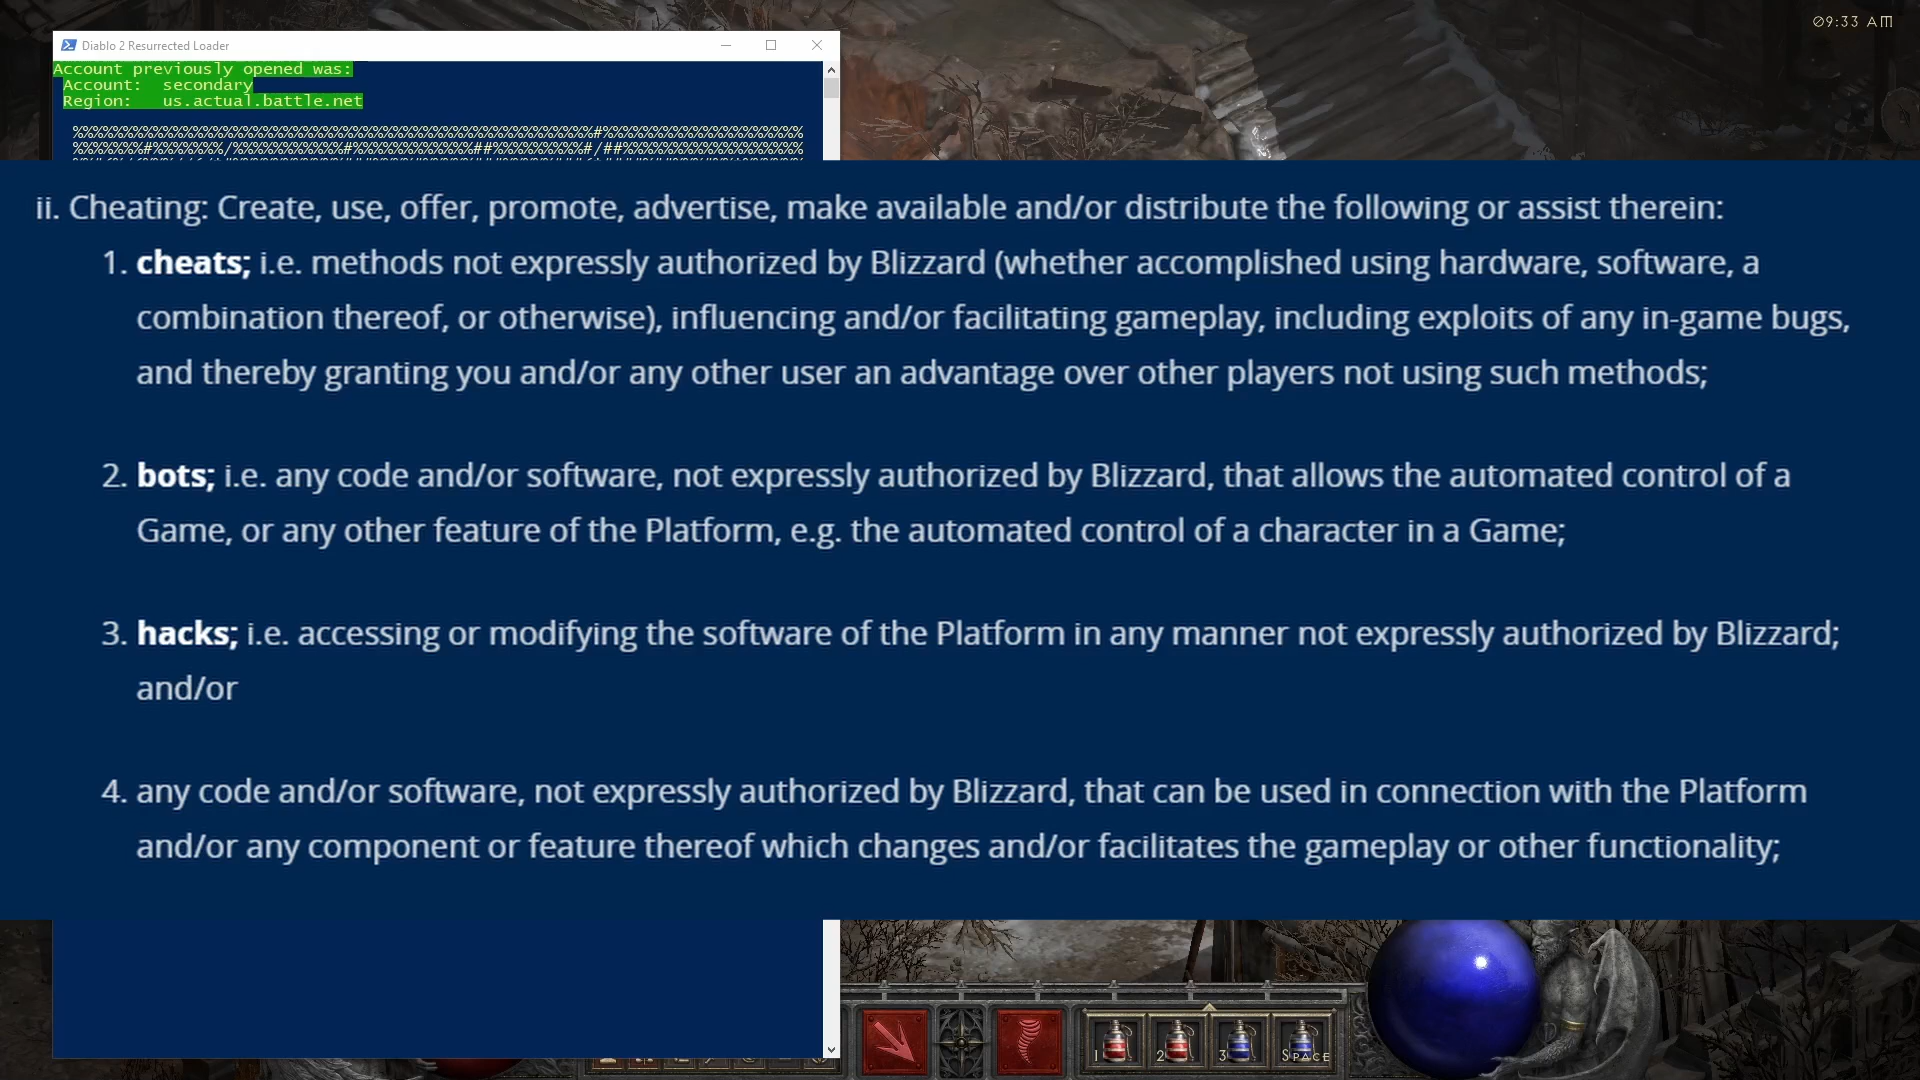 09:33 AM
Diablo 2 Resurrected Loader
Account previously opened was:
Account: secondary
Region: us.actual.battle.net
%%%%%%%%%%%%%%%%%%%%%%%%%%%%%%%%%%%%%%%%%%%%%%%%%%%%#%%%%%%%%%%%%%%%%%%%%
%%%%%%%#%%%%%%%/%%%%%%%%%%%#%%%%%%%%%%%%##%%%%%%%%%#/##%%%%%%%%%%%%%%%%%%
ii. Cheating: Create, use, offer, promote, advertise, make available and/or distribute the following or assist therein:
1. cheats; i.e. methods not expressly authorized by Blizzard (whether accomplished using hardware, software, a
combination thereof, or otherwise), influencing and/or facilitating gameplay, including exploits of any in-game bugs,
and thereby granting you and/or any other user an advantage over other players not using such methods;
2. bots; i.e. any code and/or software, not expressly authorized by Blizzard, that allows the automated control of a
Game, or any other feature of the Platform, e.g. the automated control of a character in a Game;
3. hacks; i.e. accessing or modifying the software of the Platform in any manner not expressly authorized by Blizzard;
and/or
4. any code and/or software, not expressly authorized by Blizzard, that can be used in connection with the Platform
and/or any component or feature thereof which changes and/or facilitates the gameplay or other functionality;
1 2 3 Space